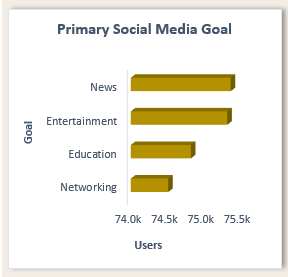 Primary Social Media Goal
Goal
News
Entertainment
Education
Networking
74.0k 74.5k 75.0k 75.5k
Users